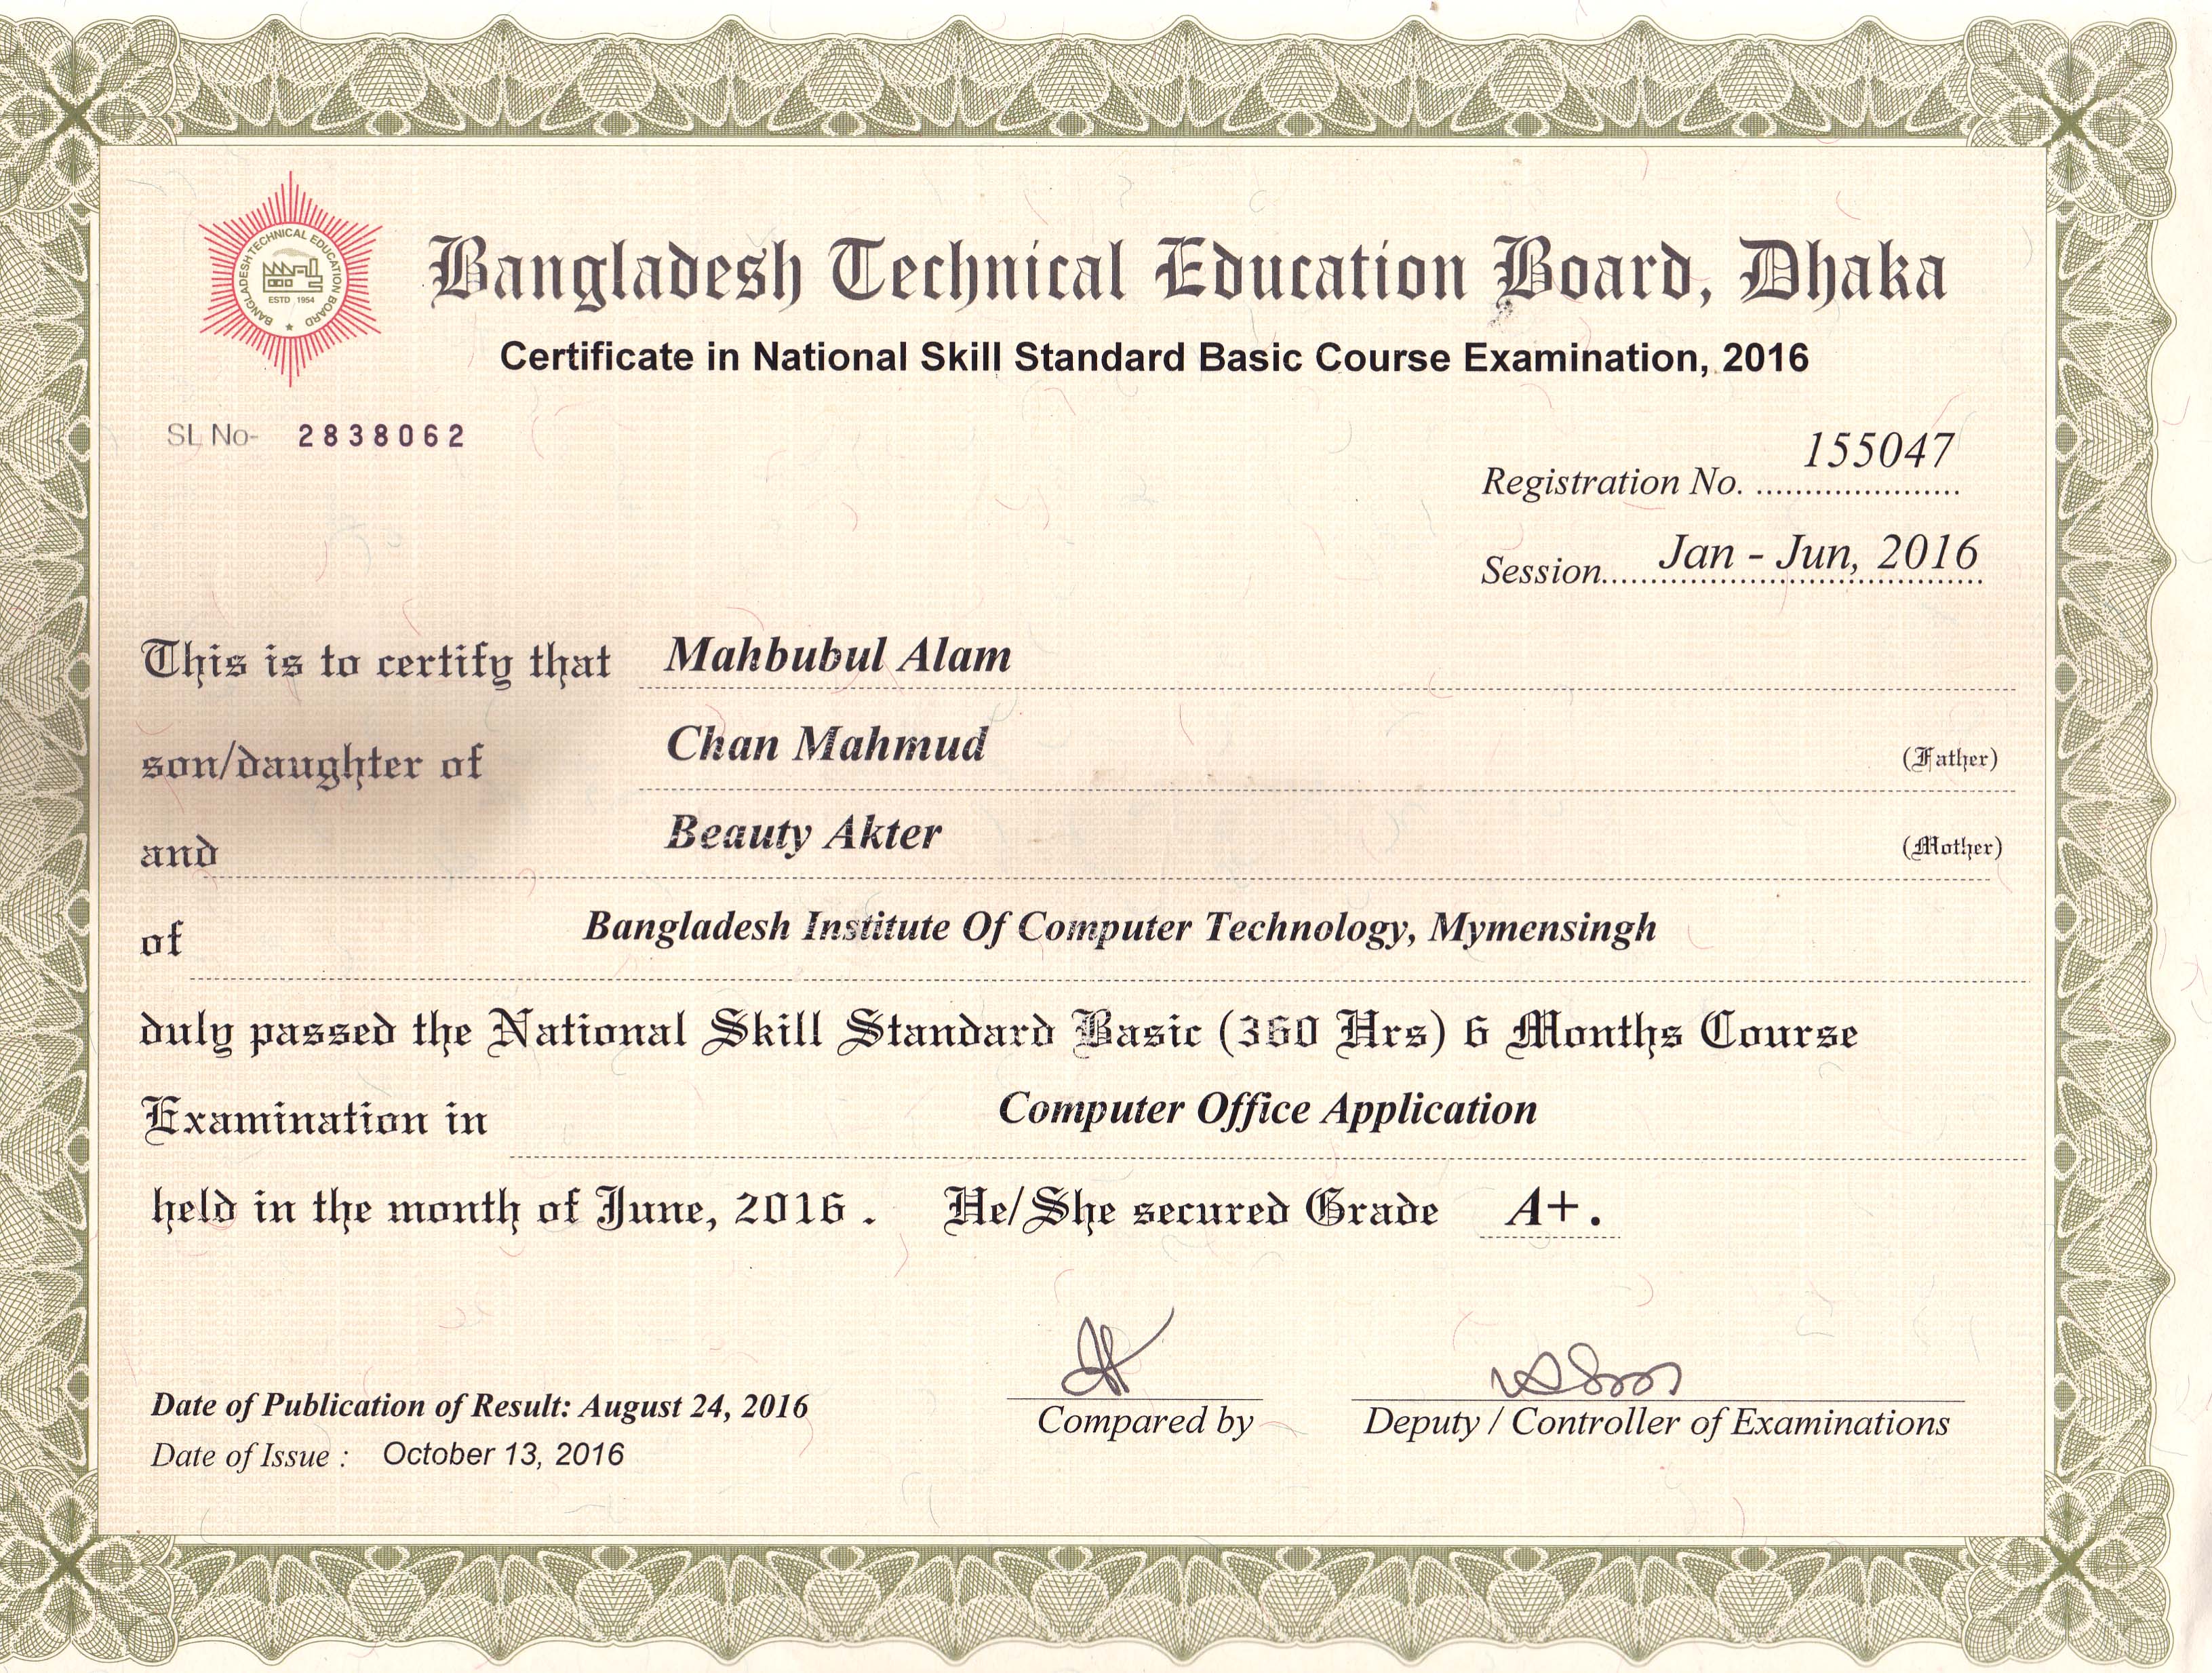 BANGLADESH TECHNICAL EDUCATION BOARD
ESTD 1954
Bangladesh Technical Education Board, Dhaka
Certificate in National Skill Standard Basic Course Examination, 2016
SL No- 2838062
Registration No. 155047
Session Jan - Jun, 2016
This is to certify that Mahbubul Alam
son/daughter of Chan Mahmud (Father)
and Beauty Akter (Mother)
of Bangladesh Institute Of Computer Technology, Mymensingh
duly passed the National Skill Standard Basic (360 Hrs) 6 Months Course
Examination in Computer Office Application
held in the month of June, 2016 . He/She secured Grade A+.
Date of Publication of Result: August 24, 2016
Compared by
Deputy / Controller of Examinations
Date of Issue : October 13, 2016